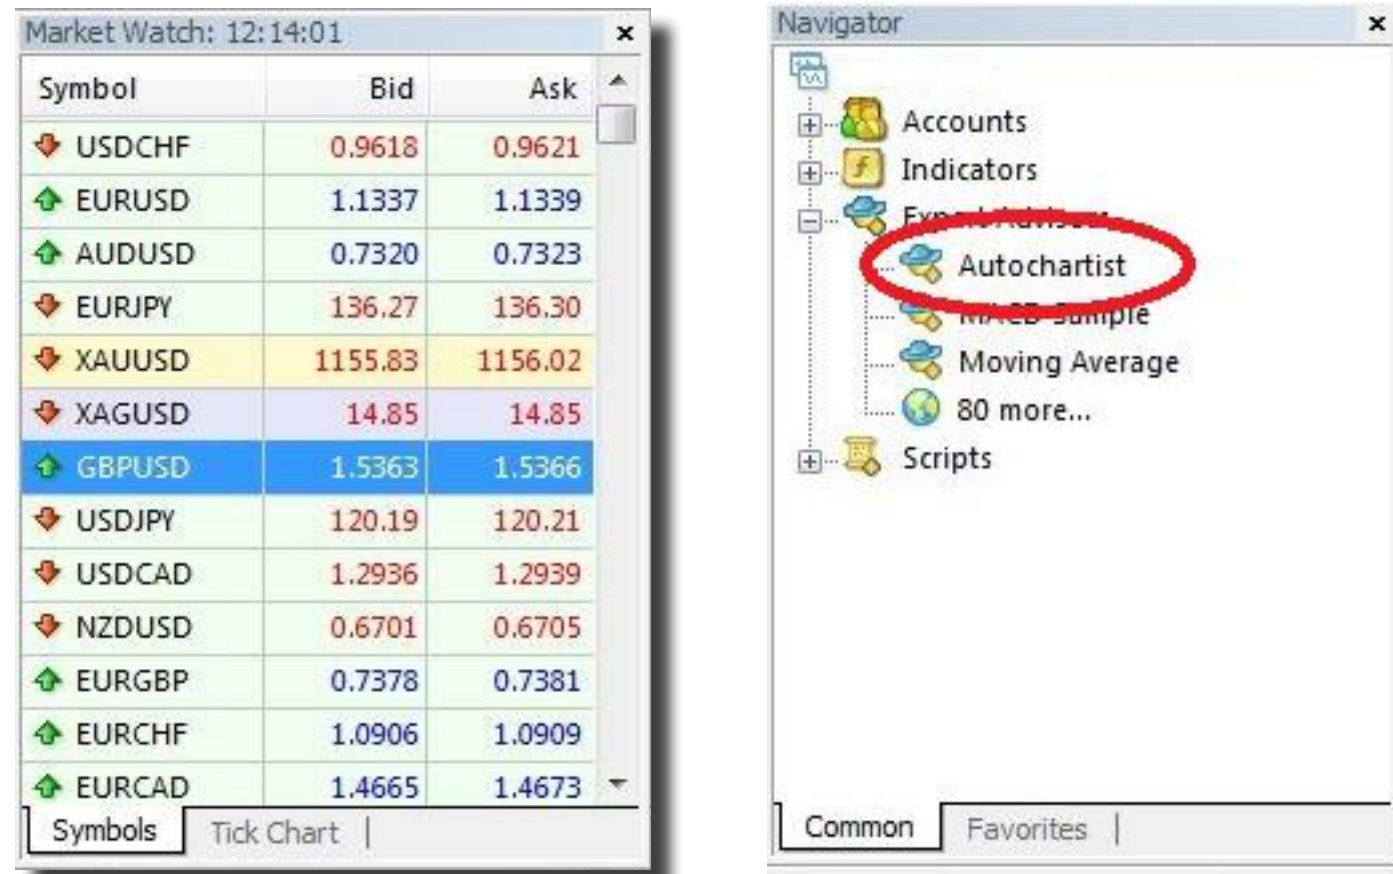 Market Watch: 12:14:01
Symbol Bid Ask
USDCHF 0.9618 0.9621
EURUSD 1.1337 1.1339
AUDUSD 0.7320 0.7323
EURJPY 136.27 136.30
XAUUSD 1155.83 1156.02
XAGUSD 14.85 14.85
GBPUSD 1.5363 1.5366
USDJPY 120.19 120.21
USDCAD 1.2936 1.2939
NZDUSD 0.6701 0.6705
EURGBP 0.7378 0.7381
EURCHF 1.0906 1.0909
EURCAD 1.4665 1.4673
Symbols Tick Chart
Navigator
Accounts
Indicators
Expert Advisors
Autochartist
MACD Sample
Moving Average
80 more...
Scripts
Common Favorites